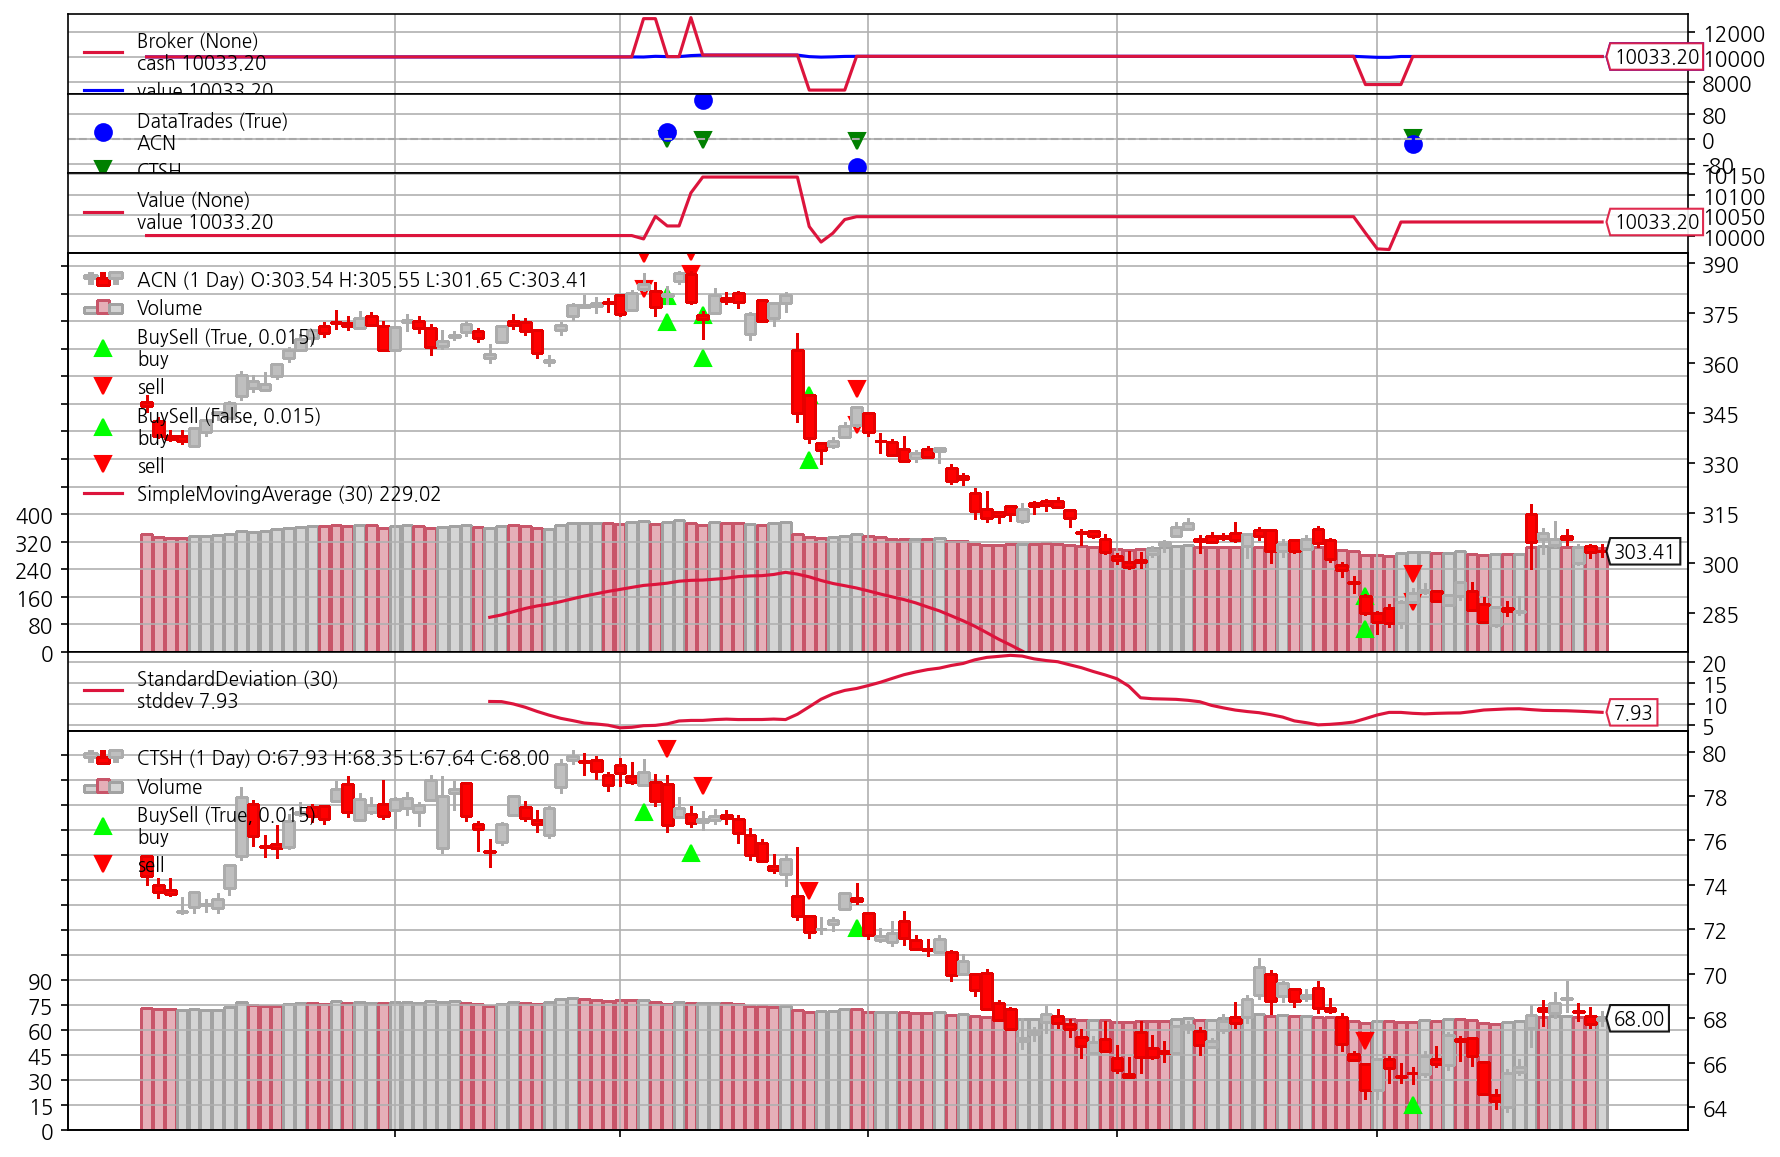 Broker (None)
cash 10033.20
value 10033.20
12000
10000
8000
10033.20
DataTrades (True)
ACN
CTSH
80
0
-80
Value (None)
value 10033.20
10150
10100
10050
10000
10033.20
ACN (1 Day) O:303.54 H:305.55 L:301.65 C:303.41
Volume
BuySell (True, 0.015)
buy
sell
BuySell (False, 0.015)
buy
sell
SimpleMovingAverage (30) 229.02
390
375
360
345
330
315
300
285
303.41
400
320
240
160
80
0
StandardDeviation (30)
stddev 7.93
20
15
10
5
7.93
CTSH (1 Day) O:67.93 H:68.35 L:67.64 C:68.00
Volume
BuySell (True, 0.015)
buy
sell
80
78
76
74
72
70
68
66
64
68.00
90
75
60
45
30
15
0